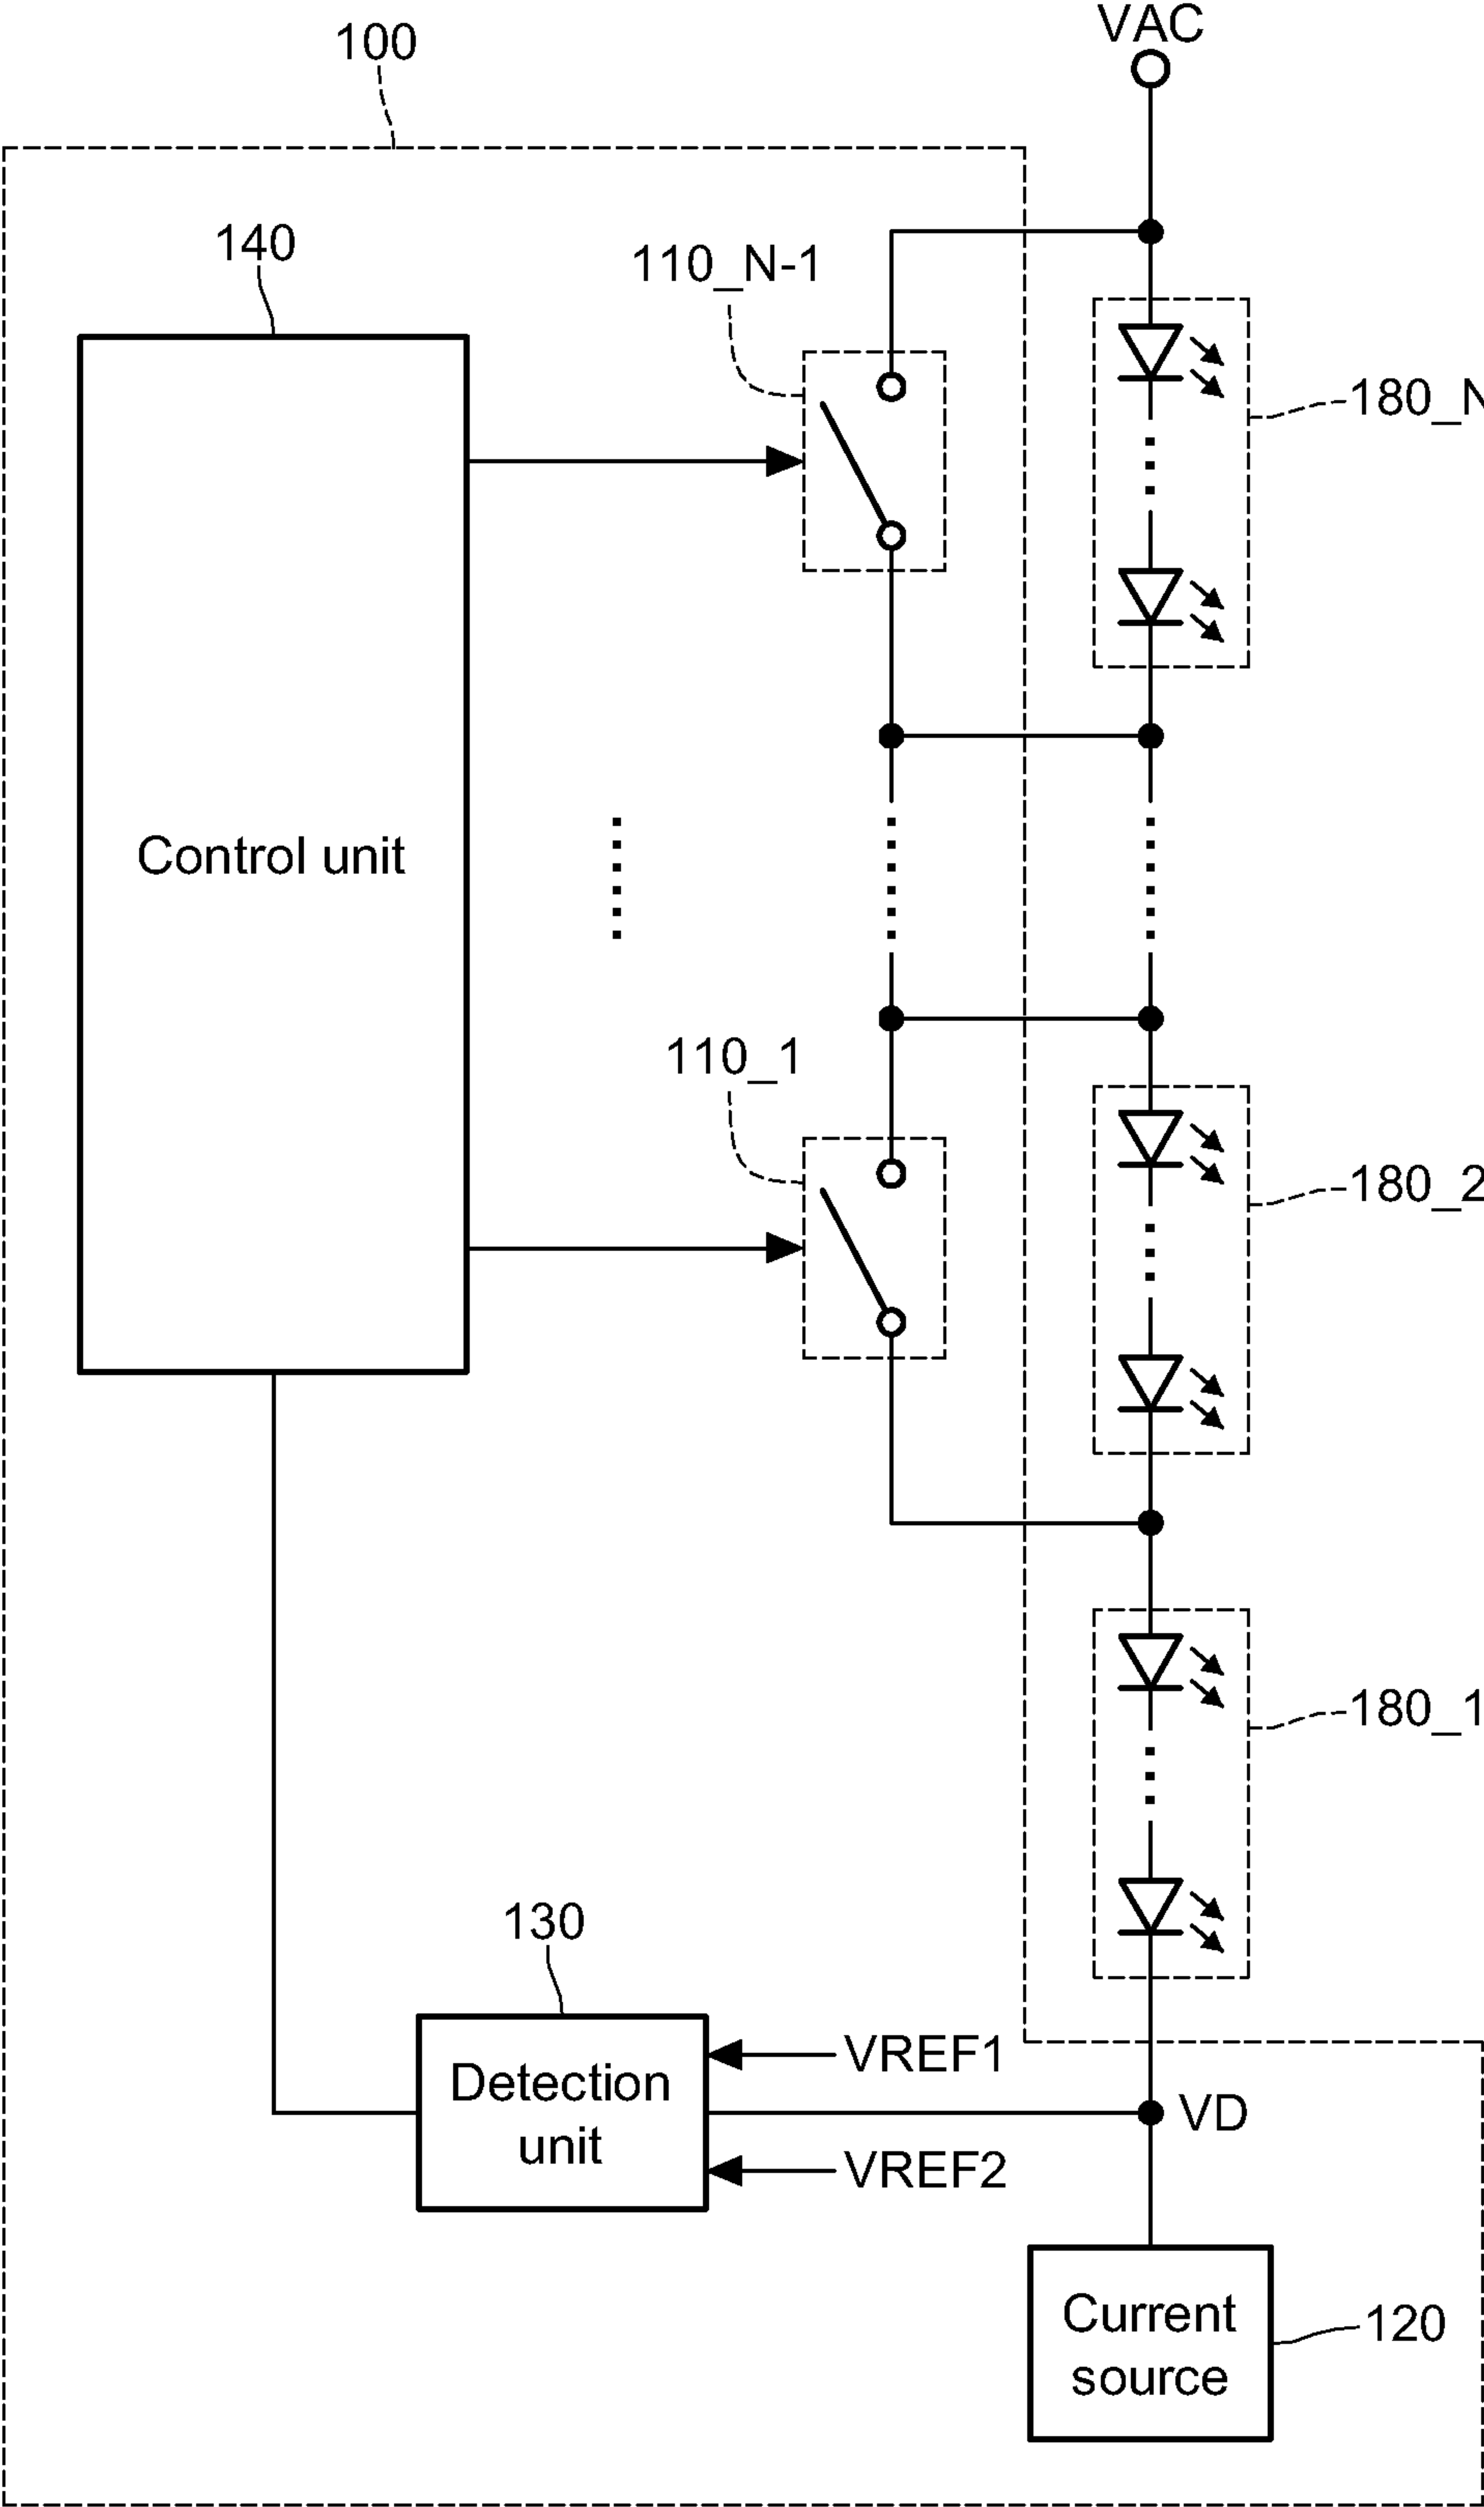 VAC
100
140
110_N-1
180_N
Control unit
110_1
180_2
180_1
130
Detection
unit
VREF1
VD
VREF2
Current
source
120